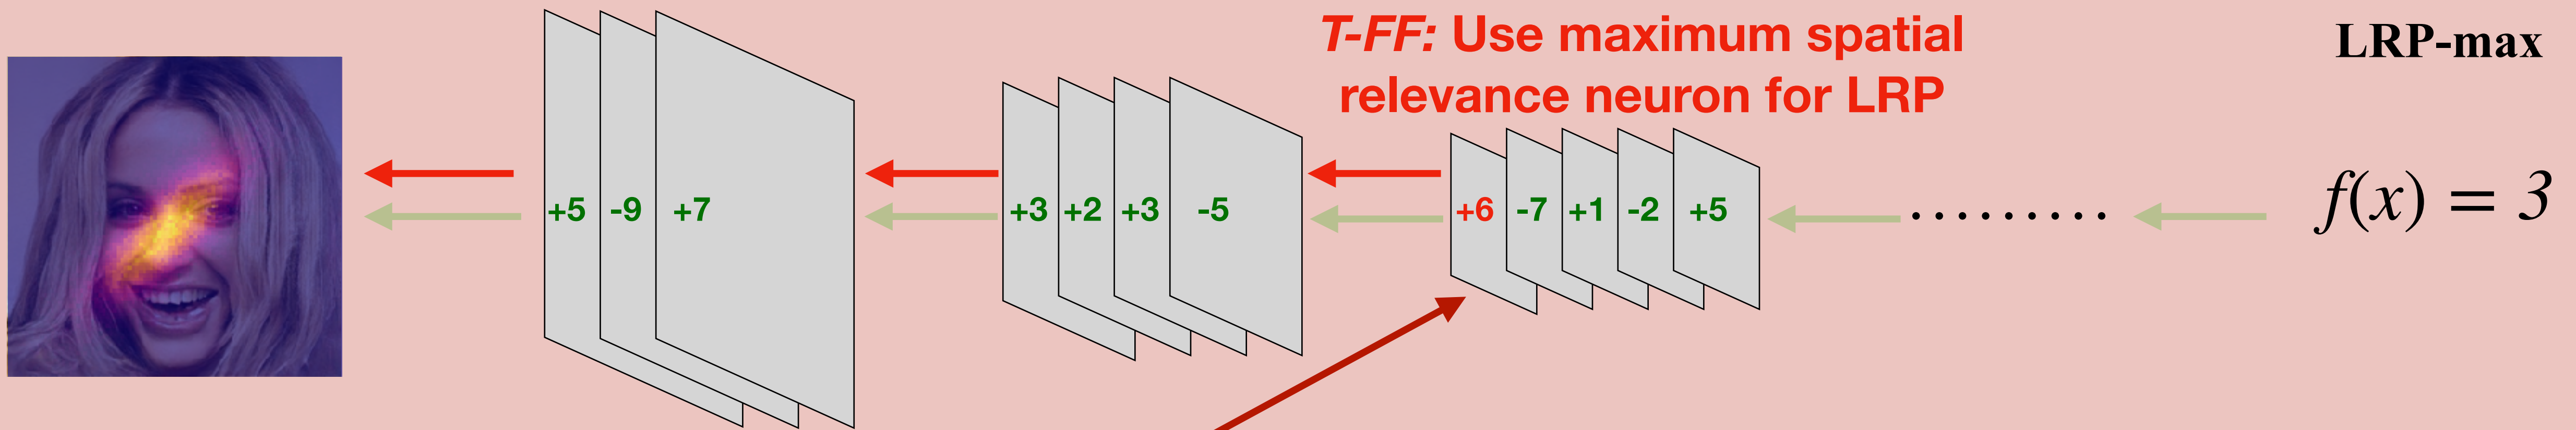 T-FF: Use maximum spatial
relevance neuron for LRP
LRP-max
+5 -9 +7
+3 +2 +3 -5
+6 -7 +1 -2 +5
.........
f(x) = 3